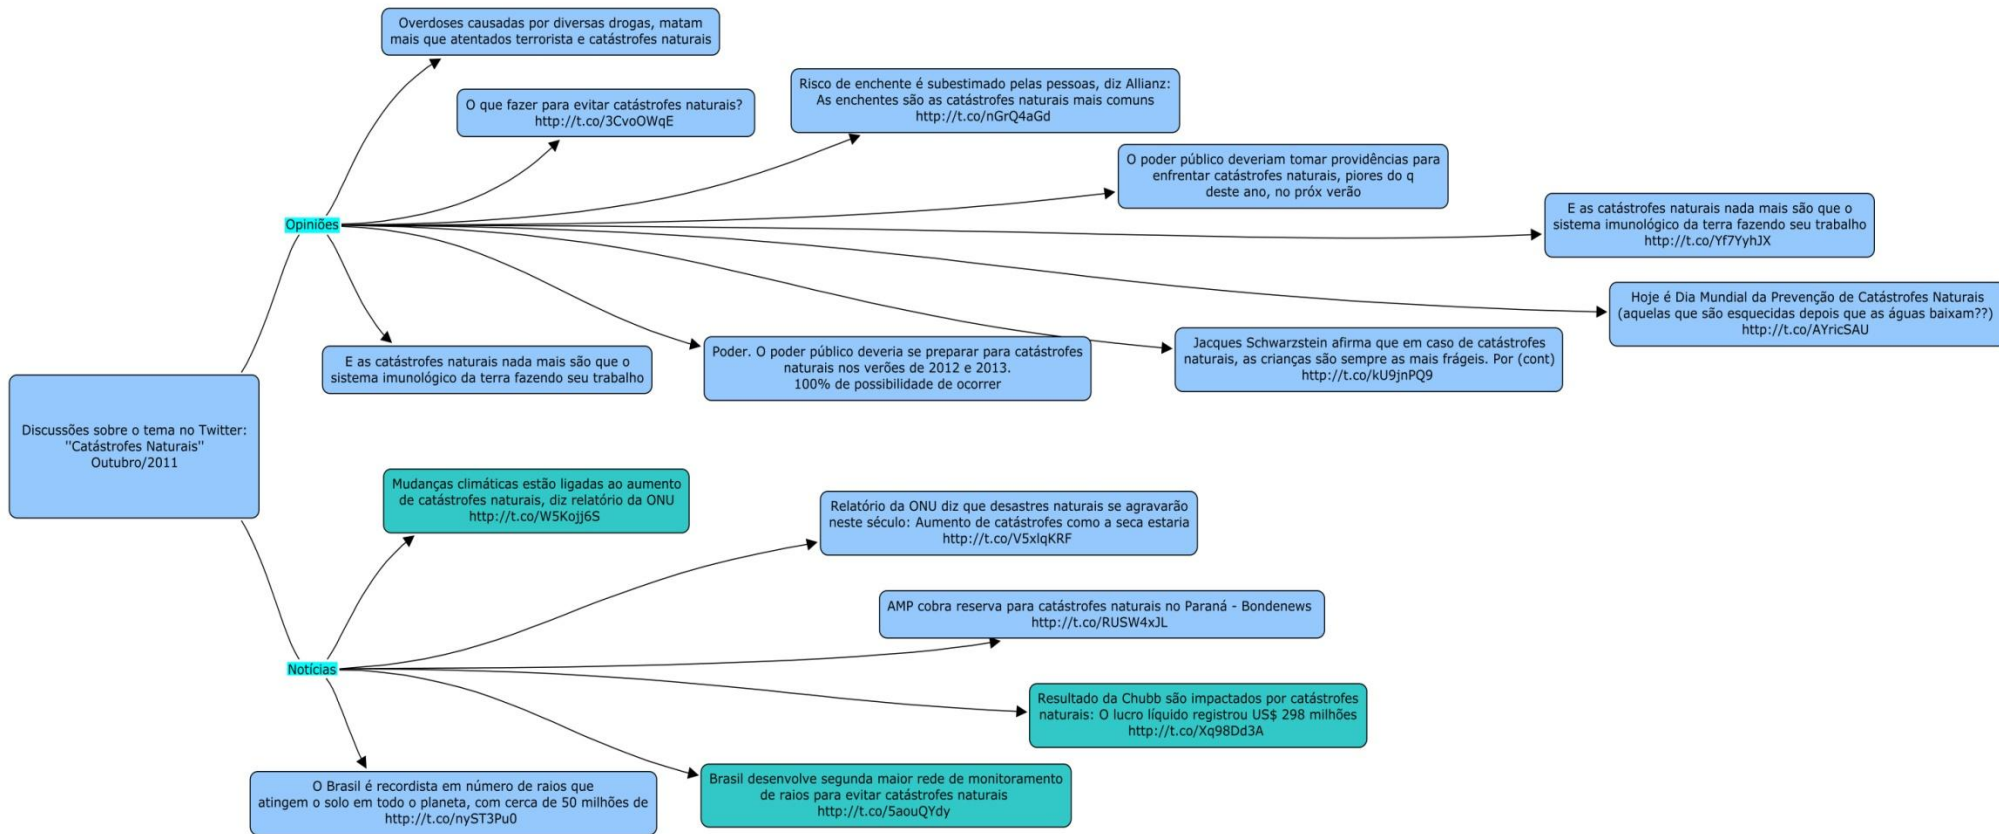 Overdoses causadas por diversas drogas, matam
mais que atentados terrorista e catástrofes naturais
O que fazer para evitar catástrofes naturais?
http://t.co/3CvoOWqE
Risco de enchente é subestimado pelas pessoas, diz Allianz:
As enchentes são as catástrofes naturais mais comuns
http://t.co/nGrQ4aGd
O poder público deveriam tomar providências para
enfrentar catástrofes naturais, piores do q
deste ano, no próx verão
E as catástrofes naturais nada mais são que o
sistema imunológico da terra fazendo seu trabalho
http://t.co/Yf7YyhJX
Opiniões
Hoje é Dia Mundial da Prevenção de Catástrofes Naturais
(aquelas que são esquecidas depois que as águas baixam??)
http://t.co/AYricSAU
Jacques Schwarzstein afirma que em caso de catástrofes
naturais, as crianças são sempre as mais frágeis. Por (cont)
http://t.co/kU9jnPQ9
Poder. O poder público deveria se preparar para catástrofes
naturais nos verões de 2012 e 2013.
100% de possibilidade de ocorrer
E as catástrofes naturais nada mais são que o
sistema imunológico da terra fazendo seu trabalho
Discussões sobre o tema no Twitter:
"Catástrofes Naturais"
Outubro/2011
Mudanças climáticas estão ligadas ao aumento
de catástrofes naturais, diz relatório da ONU
http://t.co/W5Kojj6S
Relatório da ONU diz que desastres naturais se agravarão
neste século: Aumento de catástrofes como a seca estaria
http://t.co/V5xlqKRF
AMP cobra reserva para catástrofes naturais no Paraná - Bondenews
http://t.co/RUSW4xJL
Notícias
Resultado da Chubb são impactados por catástrofes
naturais: O lucro líquido registrou US$ 298 milhões
http://t.co/Xq98Dd3A
Brasil desenvolve segunda maior rede de monitoramento
de raios para evitar catástrofes naturais
http://t.co/5aouQYdy
O Brasil é recordista em número de raios que
atingem o solo em todo o planeta, com cerca de 50 milhões de
http://t.co/nyST3Pu0